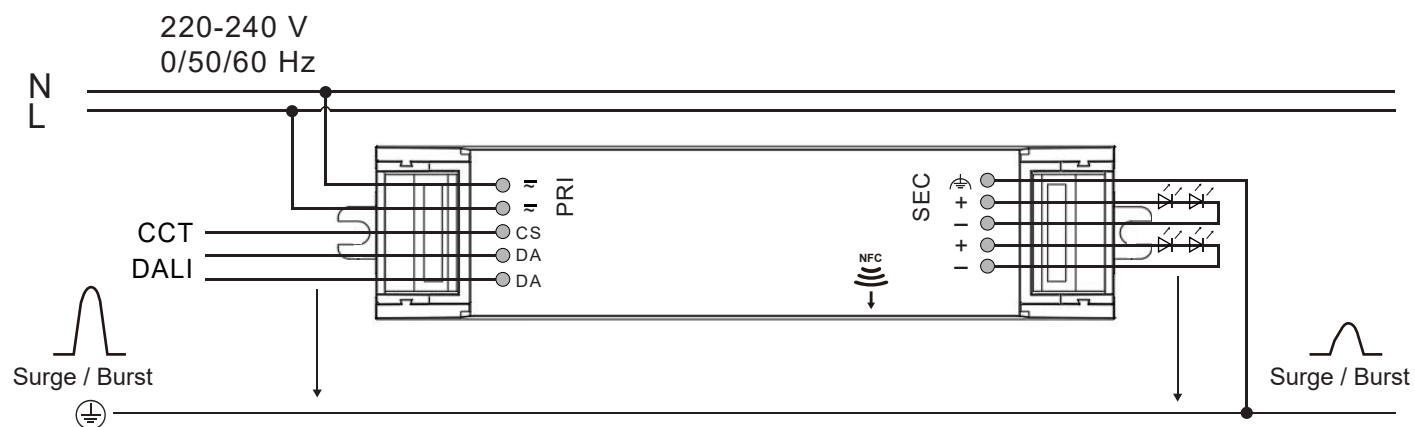 220-240 V
0/50/60 Hz
N
L
PRI
SEC
+
−
+
−
CCT
DALI
CS
DA
DA
NFC
Surge / Burst
Surge / Burst